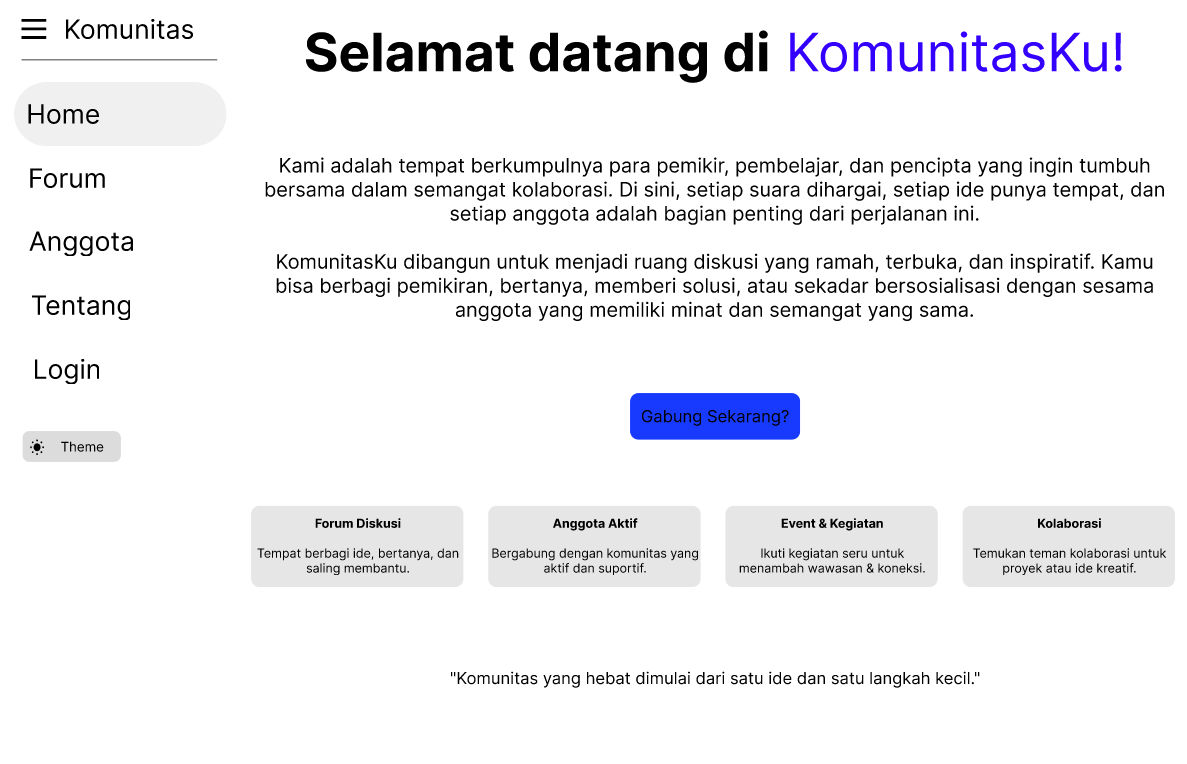 Komunitas
Home
Forum
Anggota
Tentang
Login
Theme
Selamat datang di KomunitasKu!
Kami adalah tempat berkumpulnya para pemikir, pembelajar, dan pencipta yang ingin tumbuh
bersama dalam semangat kolaborasi. Di sini, setiap suara dihargai, setiap ide punya tempat, dan
setiap anggota adalah bagian penting dari perjalanan ini.
KomunitasKu dibangun untuk menjadi ruang diskusi yang ramah, terbuka, dan inspiratif. Kamu
bisa berbagi pemikiran, bertanya, memberi solusi, atau sekadar bersosialisasi dengan sesama
anggota yang memiliki minat dan semangat yang sama.
Gabung Sekarang?
Forum Diskusi
Tempat berbagi ide, bertanya, dan
saling membantu.
Anggota Aktif
Bergabung dengan komunitas yang
aktif dan suportif.
Event & Kegiatan
Ikuti kegiatan seru untuk
menambah wawasan & koneksi.
Kolaborasi
Temukan teman kolaborasi untuk
proyek atau ide kreatif.
"Komunitas yang hebat dimulai dari satu ide dan satu langkah kecil."